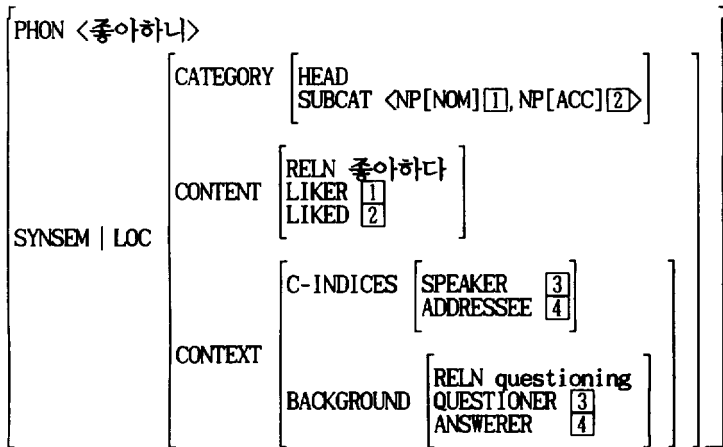 PHON <좋아하니>
CATEGORY HEAD
SUBCAT <NP[NOM][1], NP[ACC][2]>
RELN 좋아하다
CONTENT LIKER [1]
LIKED [2]
SYNSEM | LOC
C-INDICES SPEAKER [3]
ADDRESSEE [4]
CONTEXT
RELN questioning
BACKGROUND QUESTIONER [3]
ANSWERER [4]